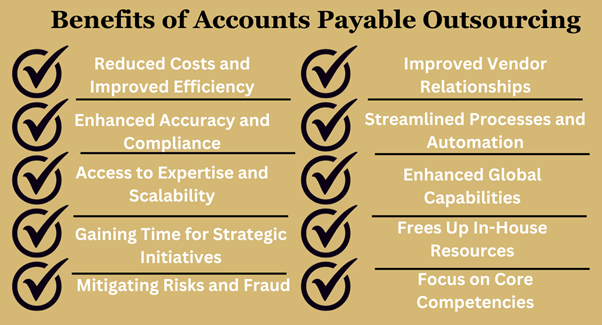 Benefits of Accounts Payable Outsourcing
Reduced Costs and
Improved Efficiency
Enhanced Accuracy and
Compliance
Access to Expertise and
Scalability
Gaining Time for Strategic
Initiatives
Mitigating Risks and Fraud
Improved Vendor
Relationships
Streamlined Processes and
Automation
Enhanced Global
Capabilities
Frees Up In-House
Resources
Focus on Core
Competencies